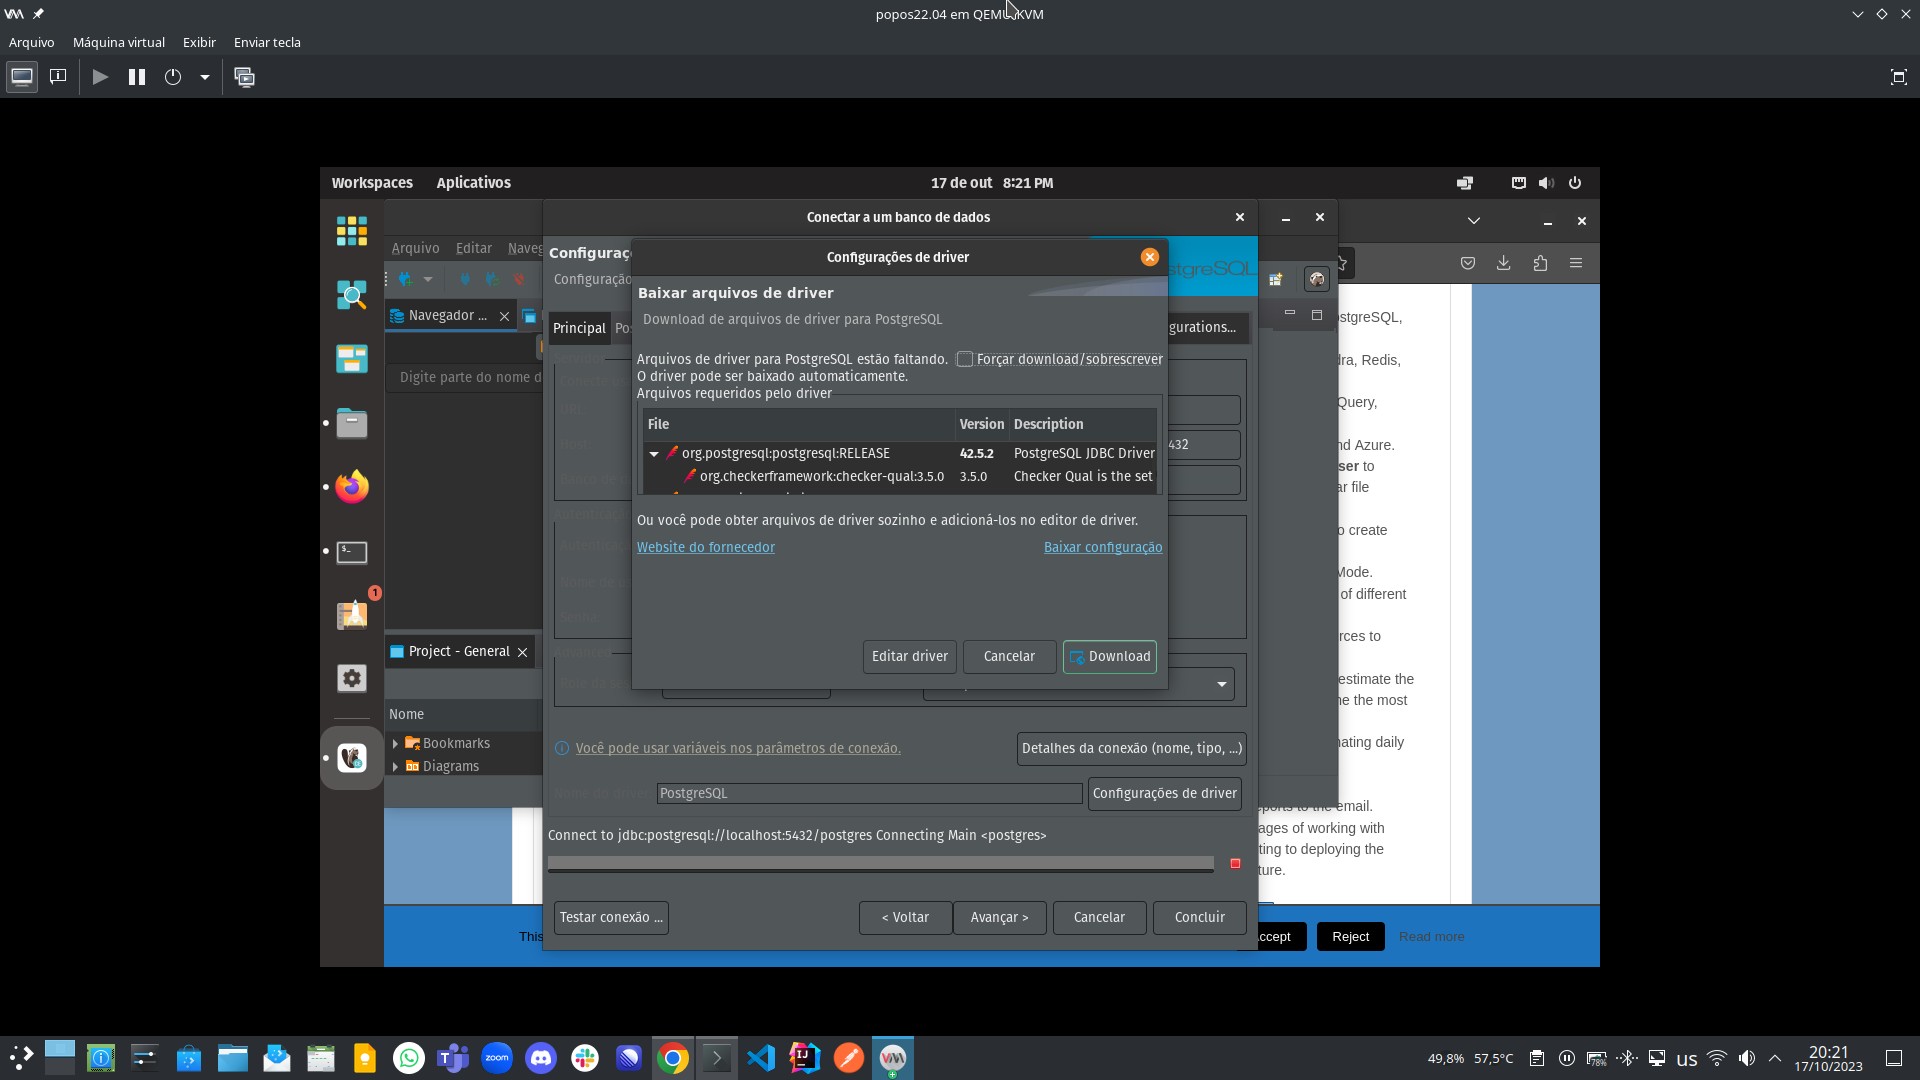 popos22.04 em QEMU/KVM
Arquivo Máquina virtual Exibir Enviar tecla
Workspaces Aplicativos 17 de out 8:21 PM
Conectar a um banco de dados
Arquivo Editar
Configurações de driver
Baixar arquivos de driver
Download de arquivos de driver para PostgreSQL
Navegador ...
Principal
gurations...
stgreSQL,
Arquivos de driver para PostgreSQL estão faltando.
Forçar download/sobrescrever
O driver pode ser baixado automaticamente.
Digite parte do nome d
Arquivos requeridos pelo driver
File Version Description
org.postgresql:postgresql:RELEASE 42.5.2 PostgreSQL JDBC Driver
org.checkerframework:checker-qual:3.5.0 3.5.0 Checker Qual is the set
Ou você pode obter arquivos de driver sozinho e adicioná-los no editor de driver.
Website do fornecedor Baixar configuração
dra, Redis,
Query,
nd Azure.
ser to
ar file
o create
Mode.
of different
rces to
1
Project - General
Editar driver Cancelar Download
estimate the
ne the most
Nome
Bookmarks
Diagrams
Você pode usar variáveis nos parâmetros de conexão.
Detalhes da conexão (nome, tipo, ...)
nating daily
PostgreSQL
Configurações de driver
ports to the email.
ages of working with
ting to deploying the
ture.
Connect to jdbc:postgresql://localhost:5432/postgres Connecting Main <postgres>
Testar conexão ... < Voltar Avançar > Cancelar Concluir
This
ccept Reject Read more
zoom
49,8% 57,5°C 78% us 20:21
17/10/2023